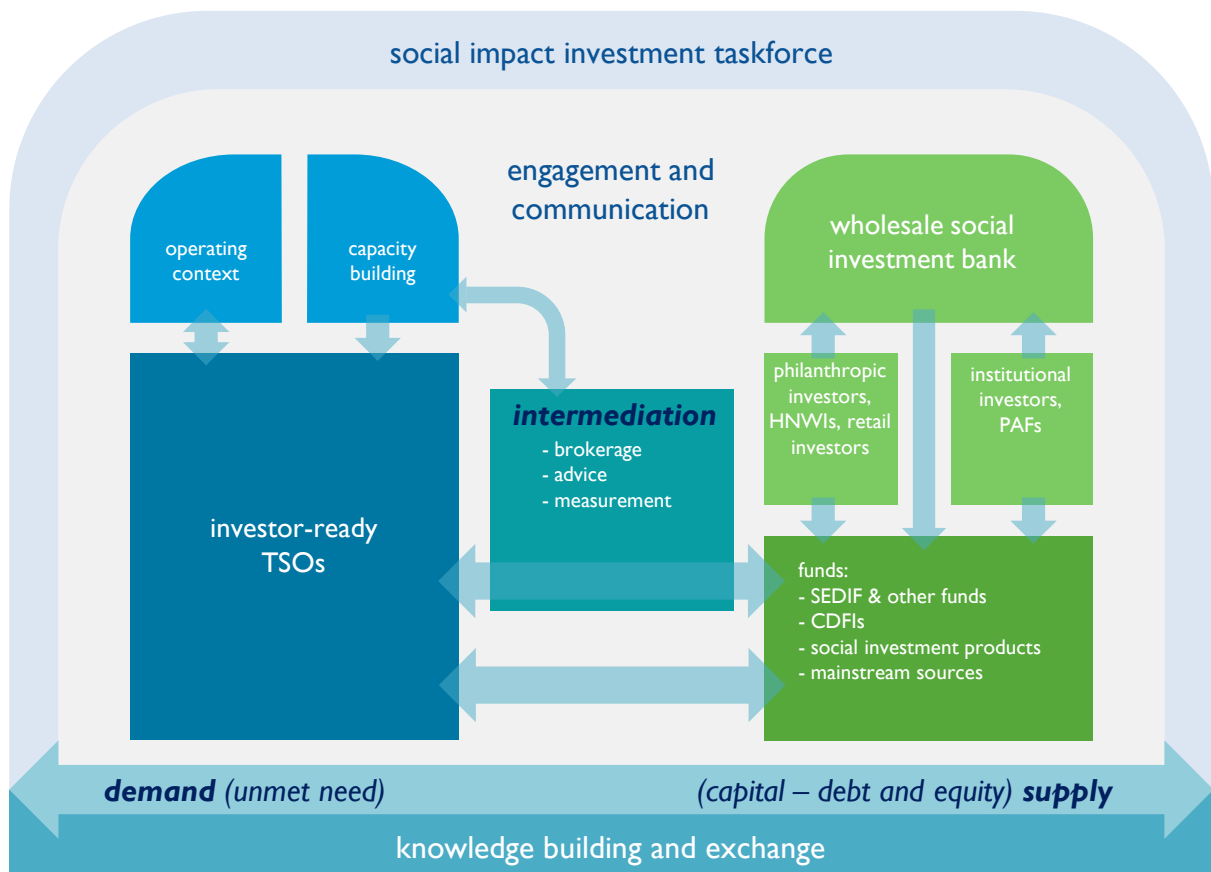 social impact investment taskforce
engagement and
communication
operating
context
capacity
building
wholesale social
investment bank
philanthropic
investors,
HNWIs, retail
investors
institutional
investors,
PAFs
intermediation
- brokerage
- advice
- measurement
investor-ready
TSOs
funds:
- SEDIF & other funds
- CDFIs
- social investment products
- mainstream sources
demand (unmet need)
(capital – debt and equity) supply
knowledge building and exchange